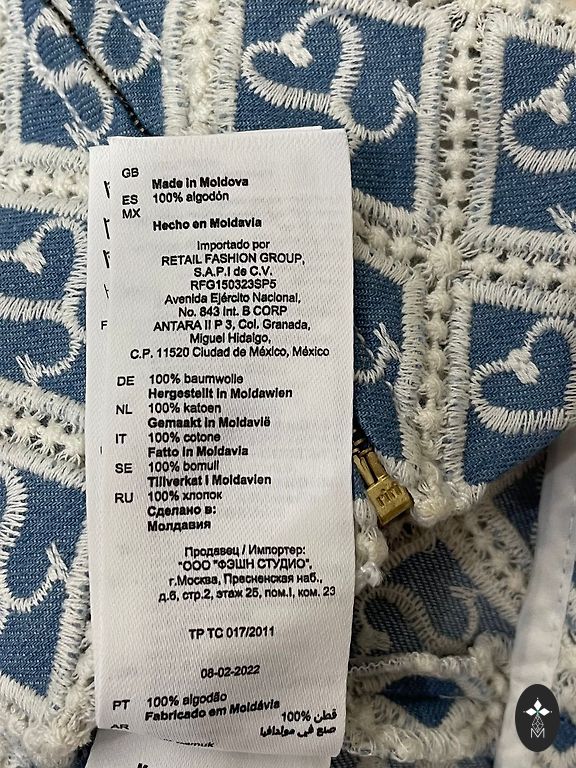 GB
Made in Moldova
ES 100% algodón
MX
Hecho en Moldavia
Importado por
RETAIL FASHION GROUP,
S.A.P.I de C.V.
RFG150323SP5
Avenida Ejército Nacional,
No. 843 int. B CORP
ANTARA II P 3, Col. Granada,
Miguel Hidalgo,
C.P. 11520 Ciudad de México, México
DE 100% baumwolle
Hergestellt in Moldawien
NL 100% katoen
Gemaakt in Moldavië
IT 100% cotone
Fatto in Moldavia
SE 100% bomull
Tillverkat i Moldavien
RU 100% хлопок
Сделано в:
Молдавия
Продавец / Импортер:
"ООО "ФЭШН СТУДИО",
г.Москва, Пресненская наб.,
д.6, стр.2, этаж 25, пом.I, ком. 23
ТР ТС 017/2011
08-02-2022
PT 100% algodão
Fabricado em Moldávia
قطن %100
AR صنع في مولدافيا
M